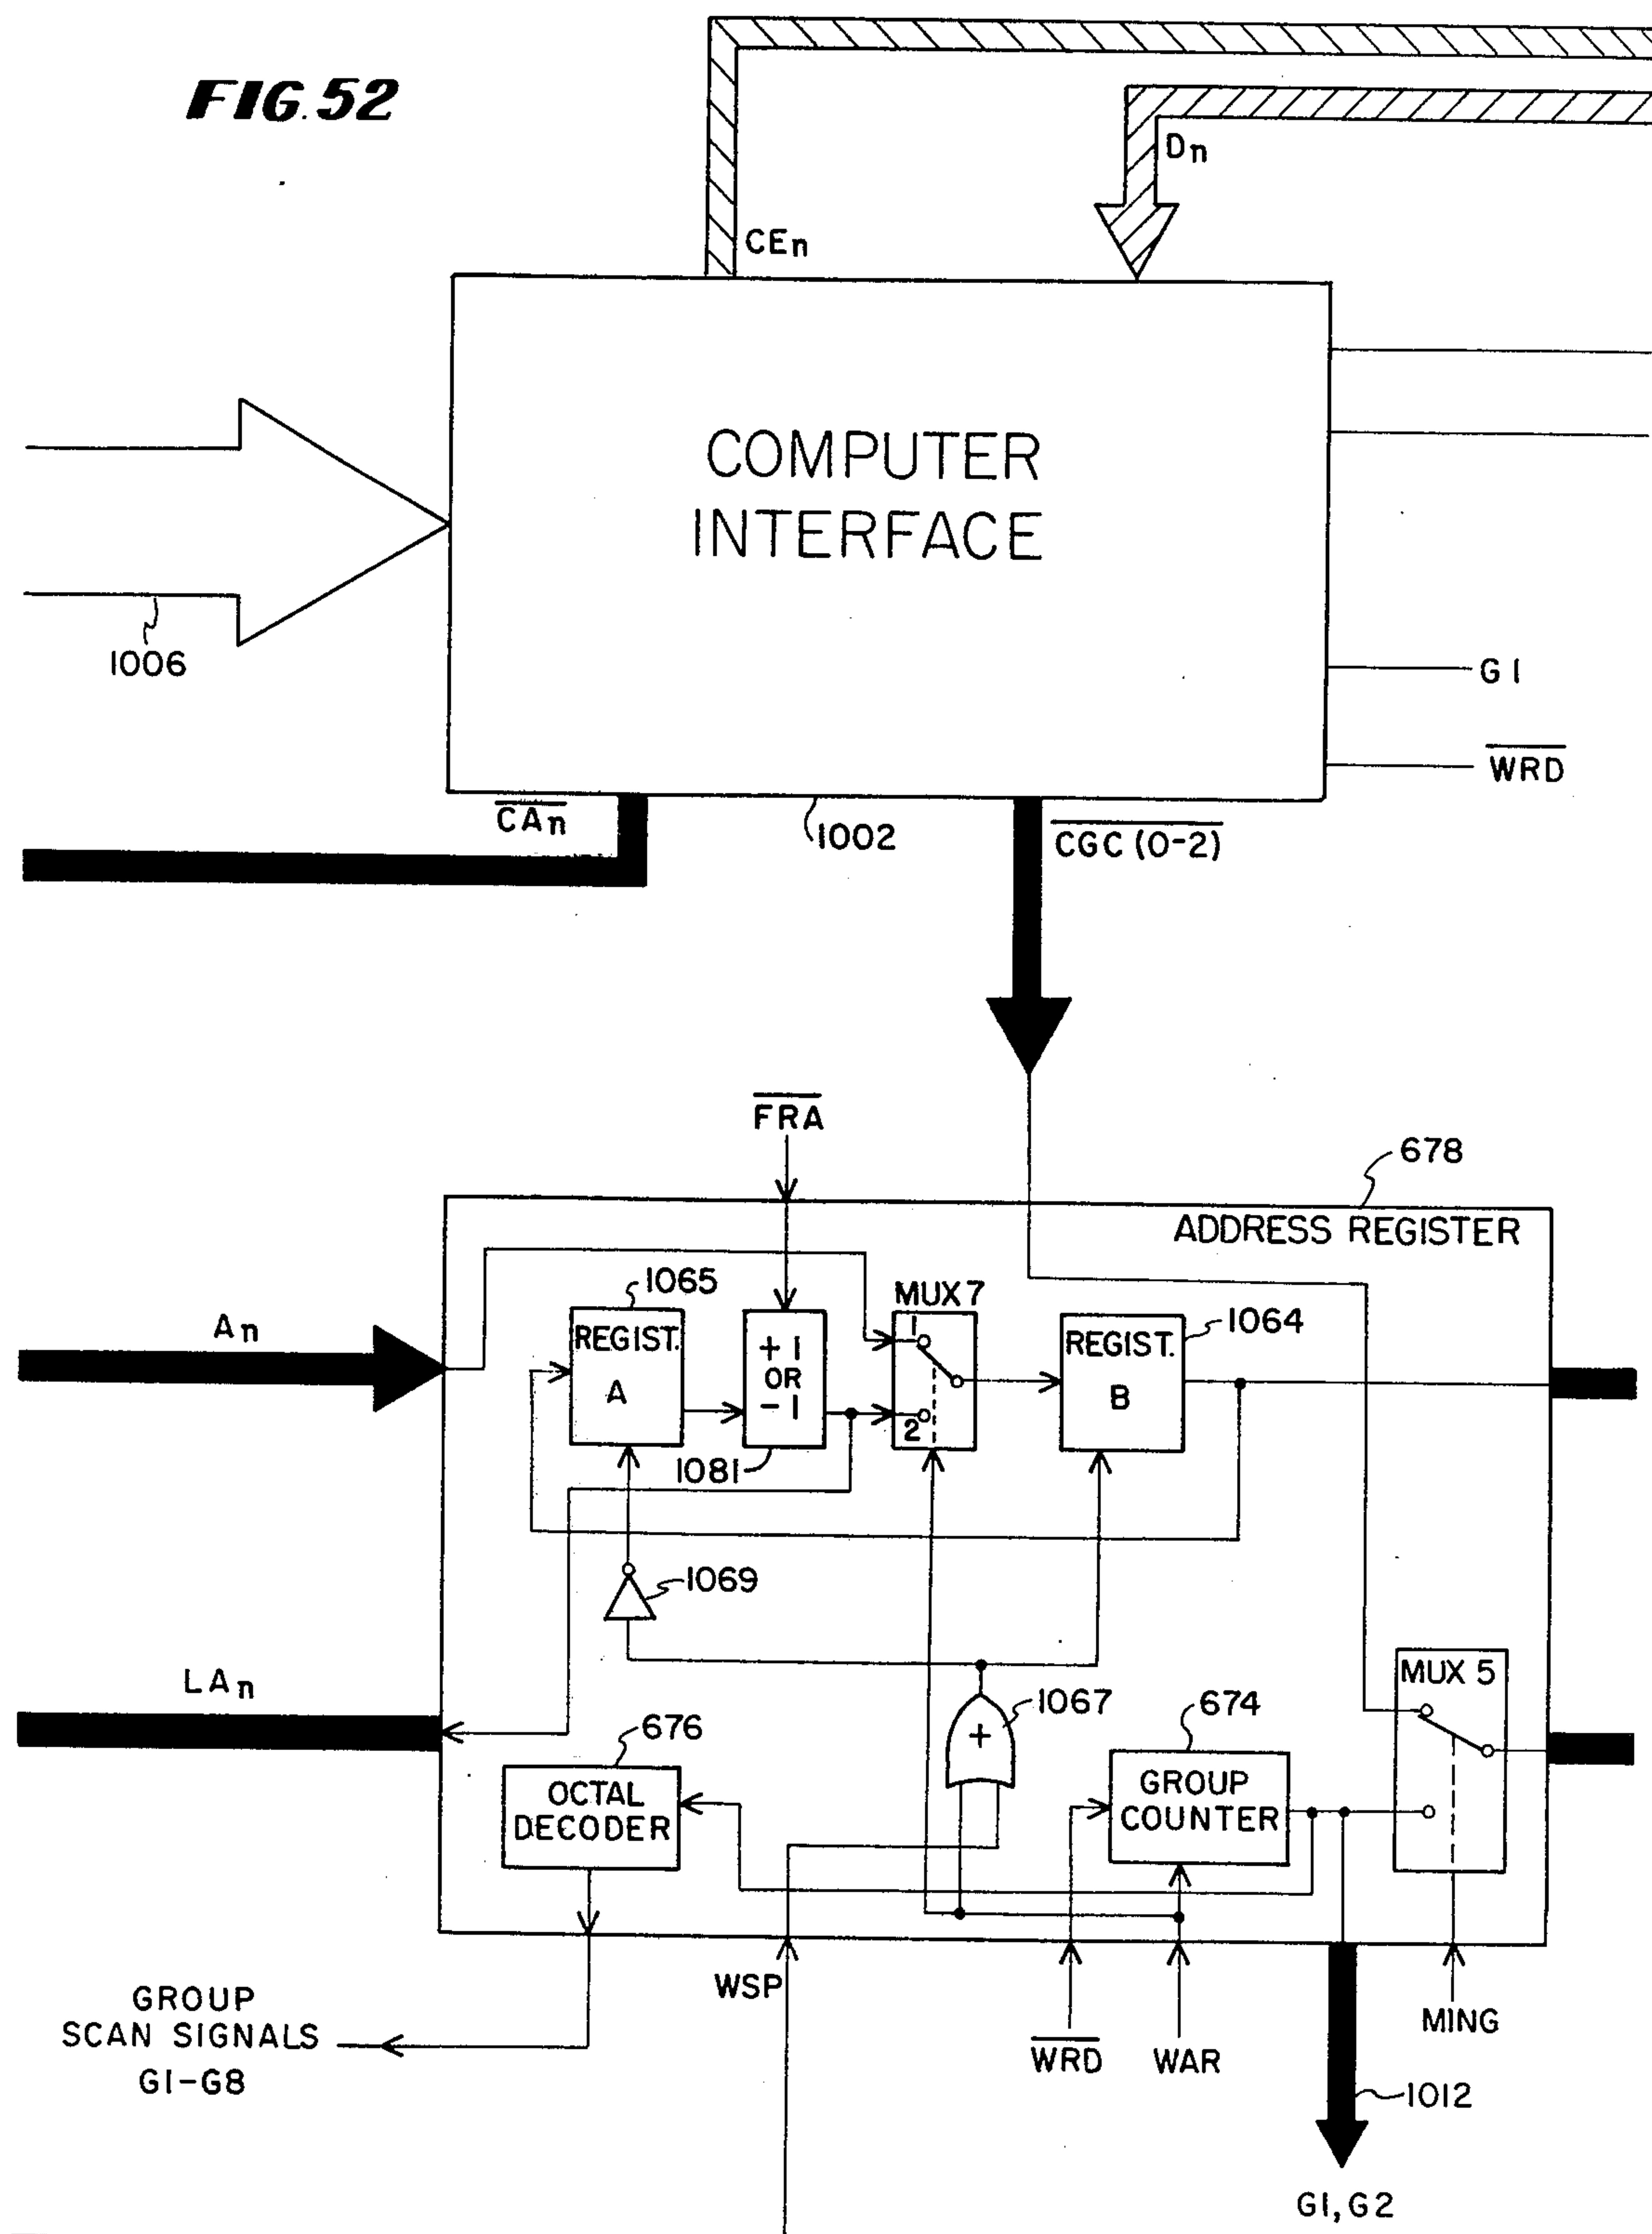 FIG. 52
Dn
CEn
COMPUTER
INTERFACE
1006
G1
WRD
CAn
1002
CGC (0-2)
FRA
678
ADDRESS REGISTER
1065
MUX 7
1064
An
REGIST.
A
+1
OR
-1
1
2
REGIST.
B
1081
1069
LAn
MUX 5
1067
674
676
+
OCTAL
DECODER
GROUP
COUNTER
WSP
GROUP
SCAN SIGNALS
G1-G8
WRD
WAR
MING
1012
G1, G2